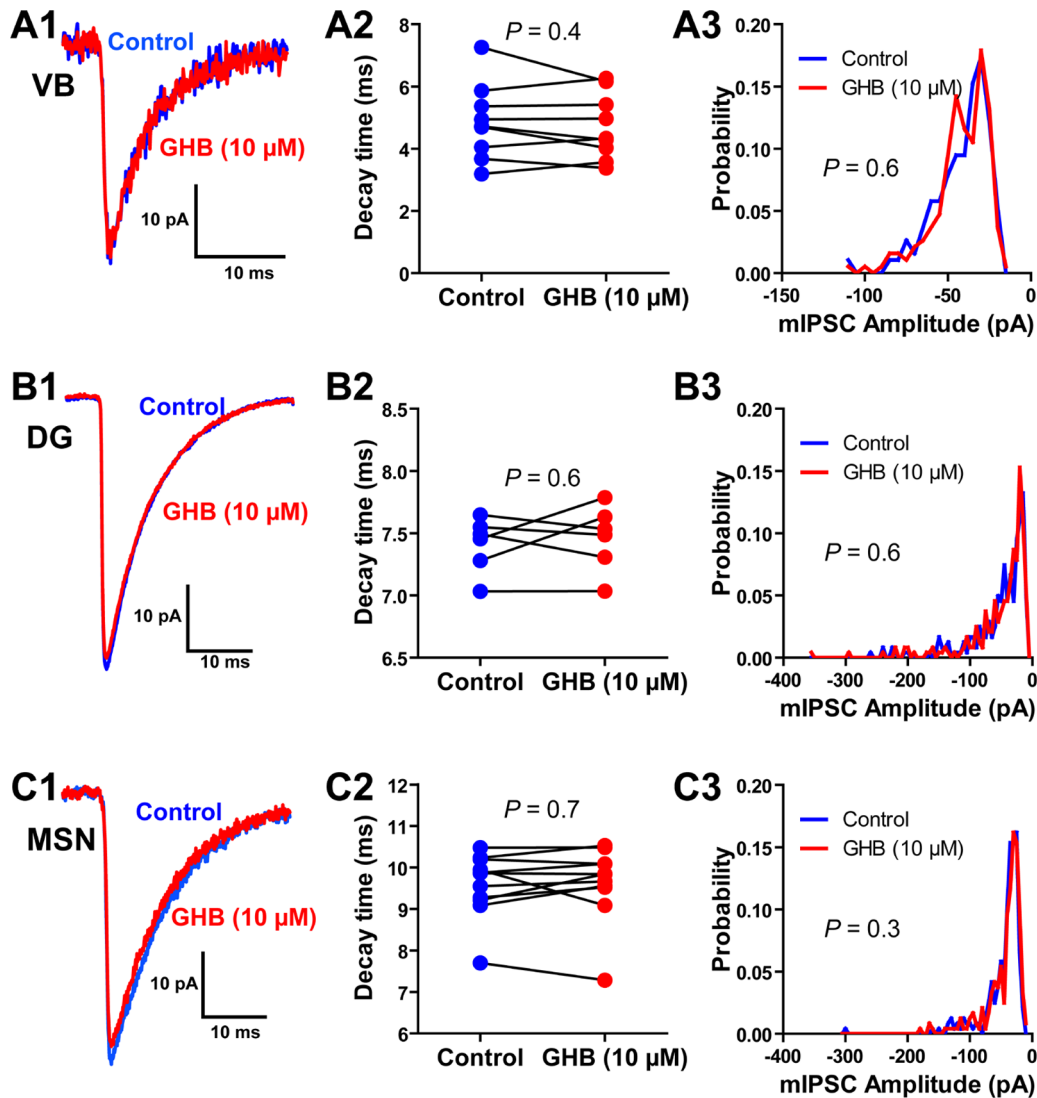 A1
Control
VB
GHB (10 µM)
10 pA
10 ms
A2
P = 0.4
Decay time (ms)
8
6
4
2
0
Control
GHB (10 µM)
A3
Control
GHB (10 µM)
P = 0.6
Probability
0.20
0.15
0.10
0.05
0.00
-150
-100
-50
0
mIPSC Amplitude (pA)
B1
Control
DG
GHB (10 µM)
10 pA
10 ms
B2
P = 0.6
Decay time (ms)
8.5
8.0
7.5
7.0
6.5
Control
GHB (10 µM)
B3
Control
GHB (10 µM)
P = 0.6
Probability
0.20
0.15
0.10
0.05
0.00
-400
-300
-200
-100
0
mIPSC Amplitude (pA)
C1
Control
MSN
GHB (10 µM)
10 pA
10 ms
C2
P = 0.7
Decay time (ms)
12
11
10
9
8
7
6
Control
GHB (10 µM)
C3
Control
GHB (10 µM)
P = 0.3
Probability
0.20
0.15
0.10
0.05
0.00
-400
-300
-200
-100
0
mIPSC Amplitude (pA)